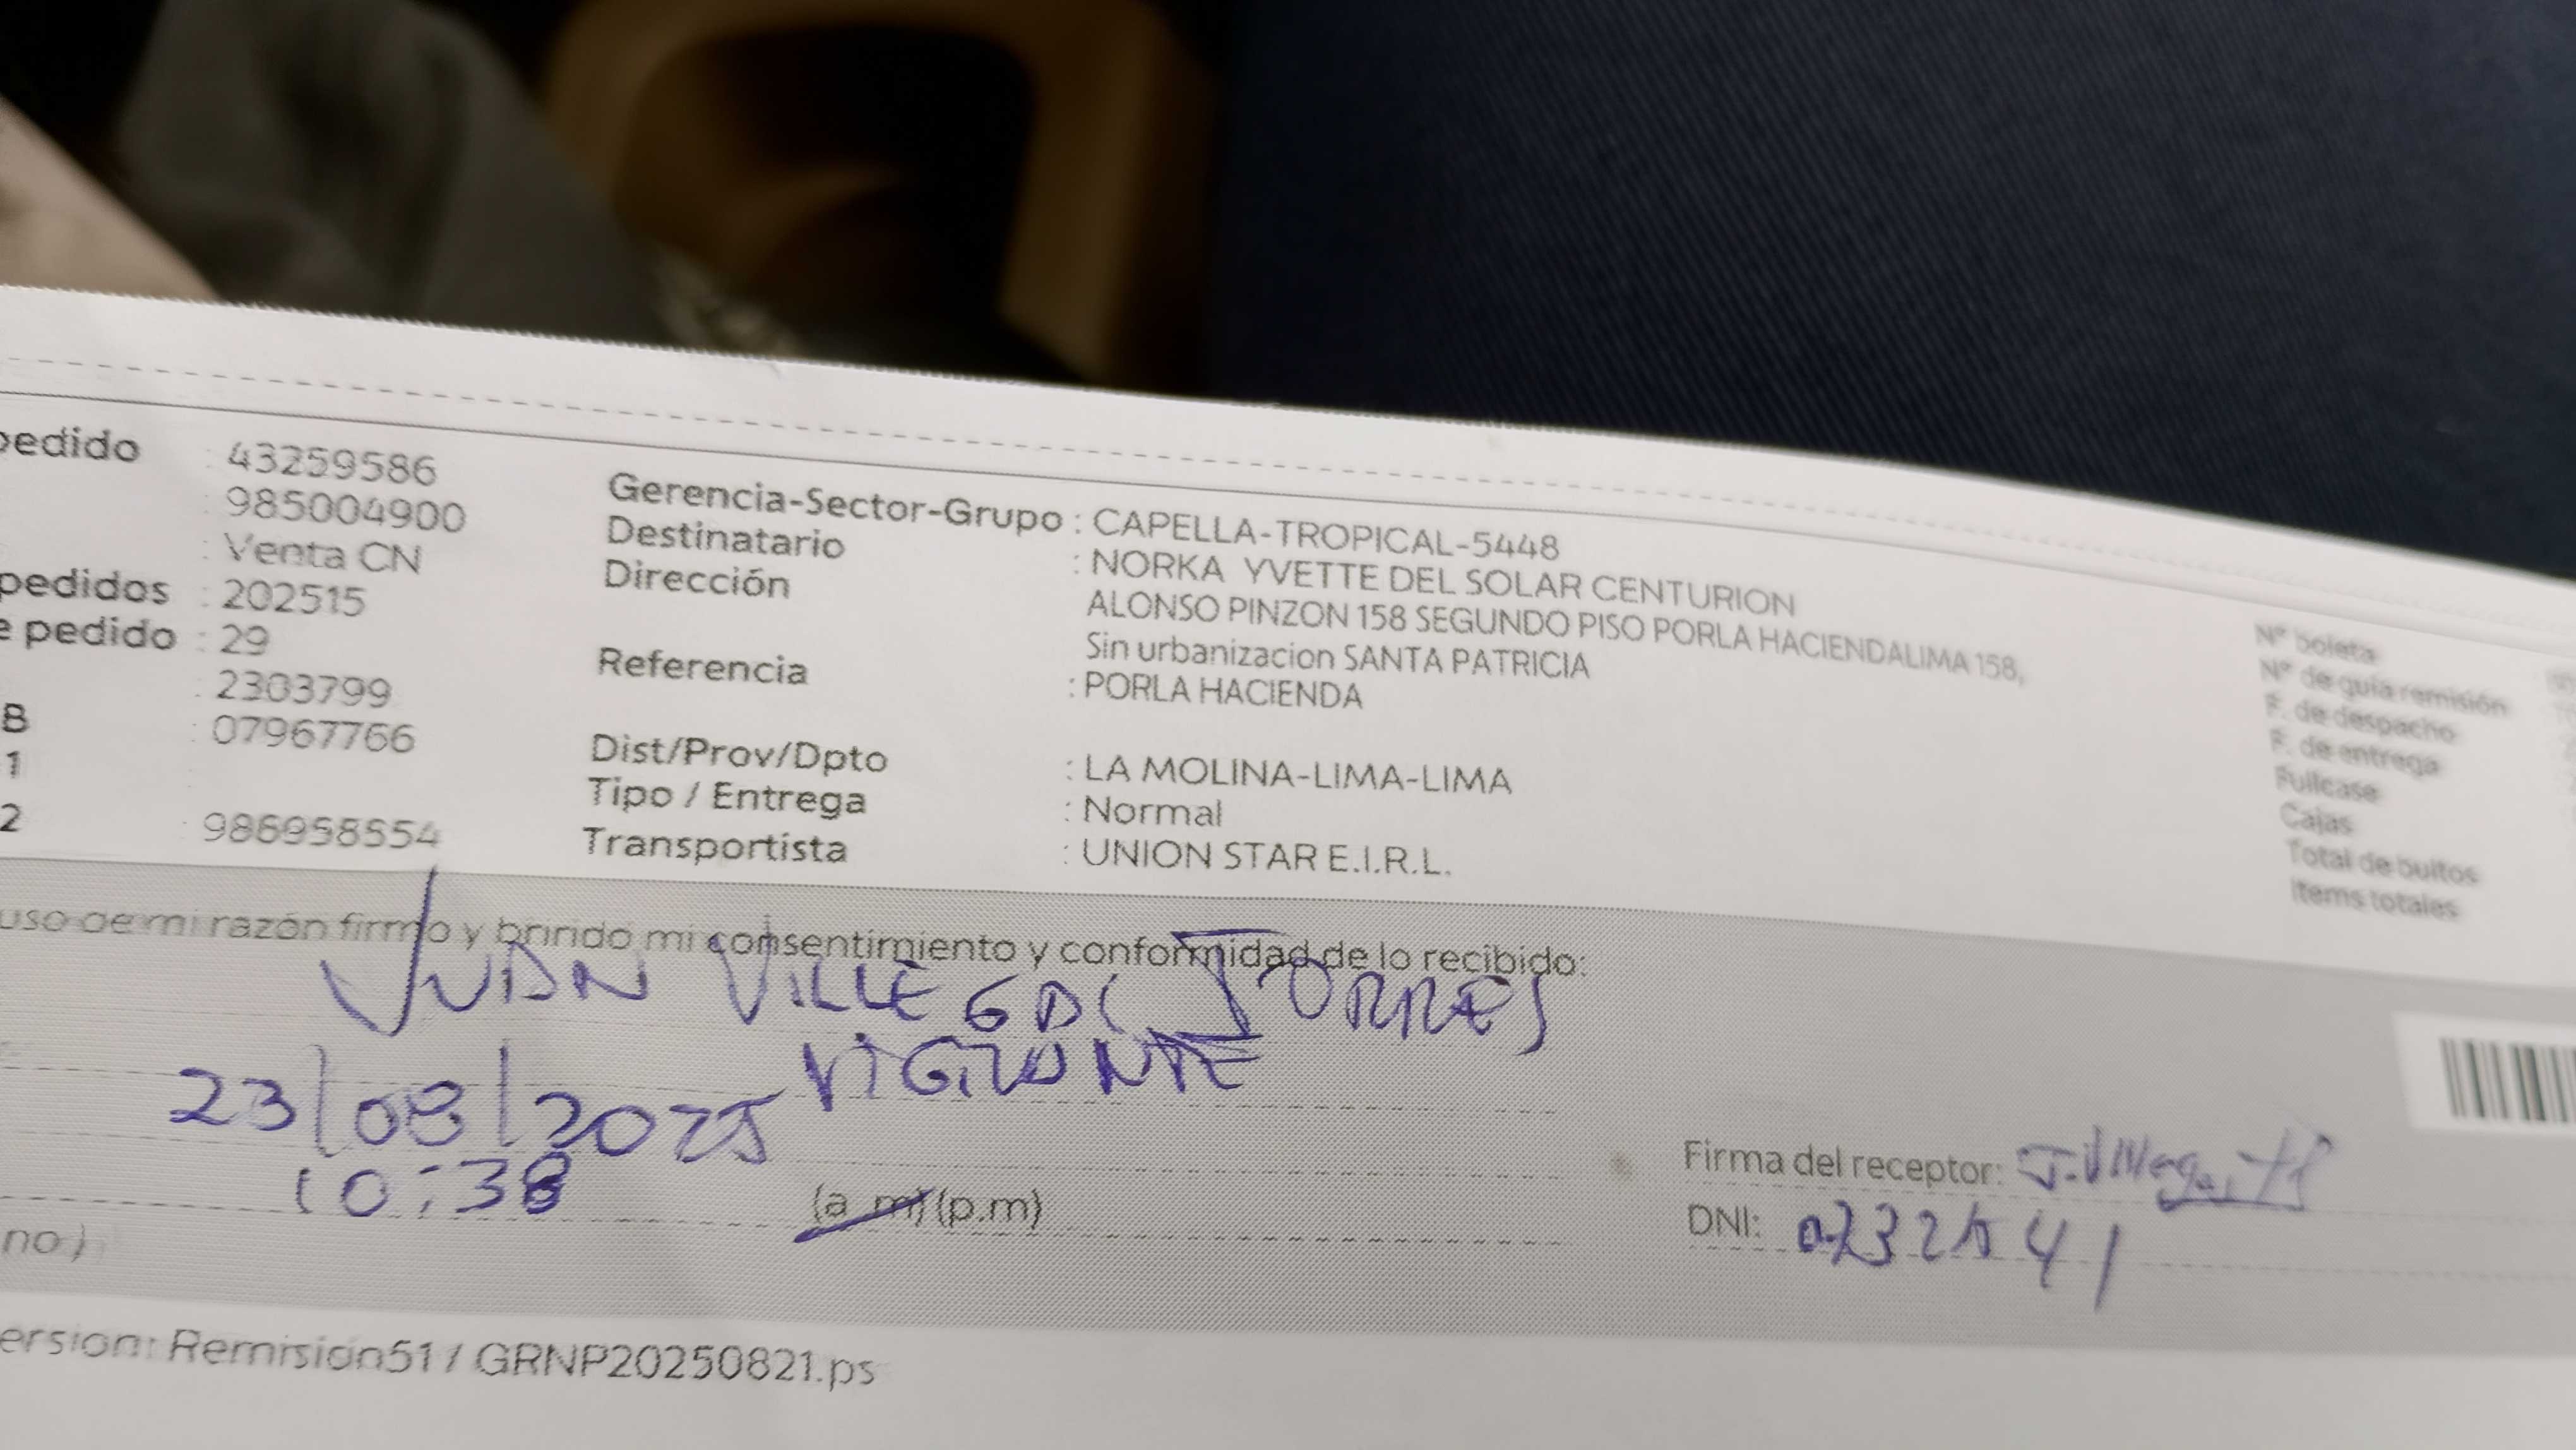 pedido : 43259586
: 985004900
: Venta CN
pedidos : 202515
e pedido : 29
: 2303799
B : 07967766
1
2 : 986958554
Gerencia-Sector-Grupo : CAPELLA-TROPICAL-5448
Destinatario : NORKA YVETTE DEL SOLAR CENTURION
Dirección ALONSO PINZON 158 SEGUNDO PISO PORLA HACIENDALIMA 158,
Sin urbanizacion SANTA PATRICIA
Referencia : PORLA HACIENDA
Dist/Prov/Dpto : LA MOLINA-LIMA-LIMA
Tipo / Entrega : Normal
Transportista : UNION STAR E.I.R.L.
Nº boleta
Nº de guía remisión
F. de despacho
F. de entrega
Fullcase
Cajas
Total de bultos
Items totales
uso de mi razón firmo y brindo mi consentimiento y conformidad de lo recibido:
JUAN VILLEGAS TORRES
VIGILANTE
23/08/2025
10:38 (a.m) (p.m)
no)
Firma del receptor: J. Villegas T
DNI:
ersion: Remisión51 / GRNP20250821.ps